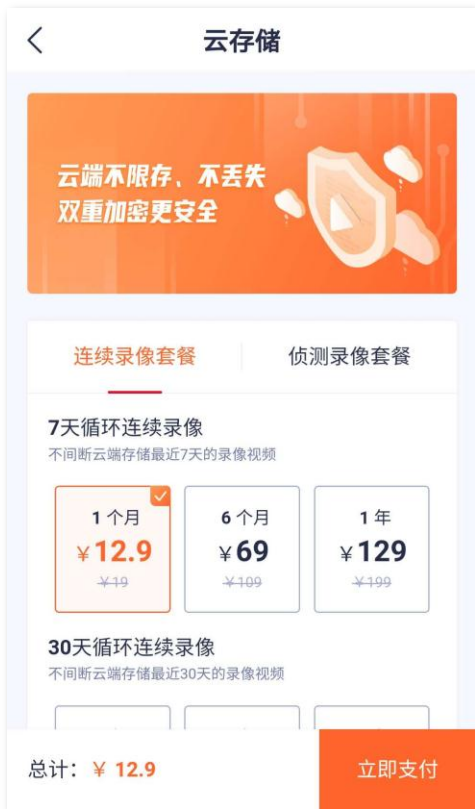 云存储
云端不限存、不丢失
双重加密更安全
连续录像套餐
侦测录像套餐
7天循环连续录像
不间断云端存储最近7天的录像视频
1个月
6个月
1年
¥12.9
¥69
¥129
¥19
¥109
¥199
30天循环连续录像
不间断云端存储最近30天的录像视频
总计：¥ 12.9
立即支付